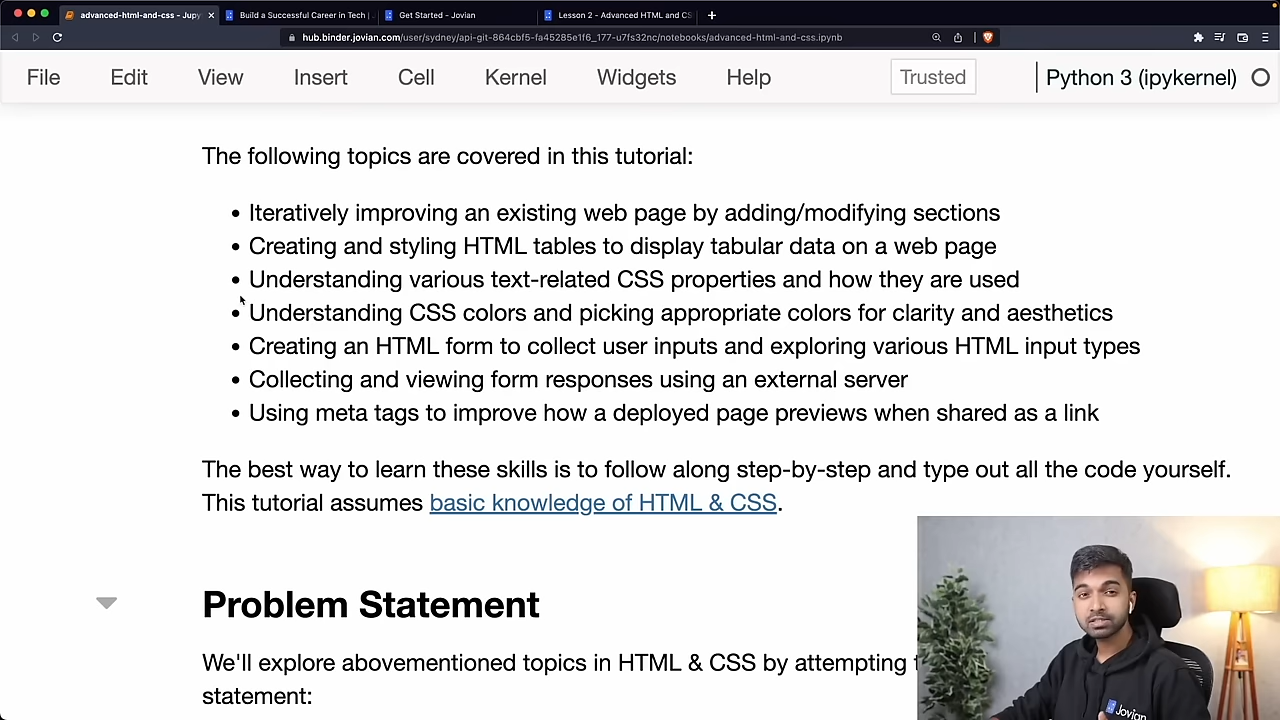 advanced-html-and-css - Jupy
Build a Successful Career in Tech |
Get Started - Jovian
Lesson 2 - Advanced HTML and CS
hub.binder.jovian.com/user/sydney/api-git-864cbf5-fa45285e1f6_177-u7fs32nc/notebooks/advanced-html-and-css.ipynb
File Edit View Insert Cell Kernel Widgets Help Trusted Python 3 (ipykernel)
The following topics are covered in this tutorial:
• Iteratively improving an existing web page by adding/modifying sections
• Creating and styling HTML tables to display tabular data on a web page
• Understanding various text-related CSS properties and how they are used
• Understanding CSS colors and picking appropriate colors for clarity and aesthetics
• Creating an HTML form to collect user inputs and exploring various HTML input types
• Collecting and viewing form responses using an external server
• Using meta tags to improve how a deployed page previews when shared as a link
The best way to learn these skills is to follow along step-by-step and type out all the code yourself.
This tutorial assumes basic knowledge of HTML & CSS.
Problem Statement
We'll explore abovementioned topics in HTML & CSS by attempting
statement:
Jovian